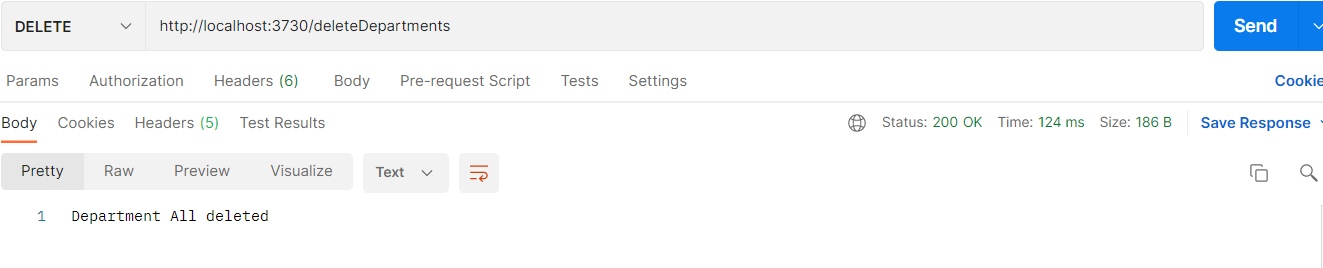 DELETE http://localhost:3730/deleteDepartments Send
Params Authorization Headers (6) Body Pre-request Script Tests Settings Cookie
Body Cookies Headers (5) Test Results Status: 200 OK Time: 124 ms Size: 186 B Save Response
Pretty Raw Preview Visualize Text
1 Department All deleted